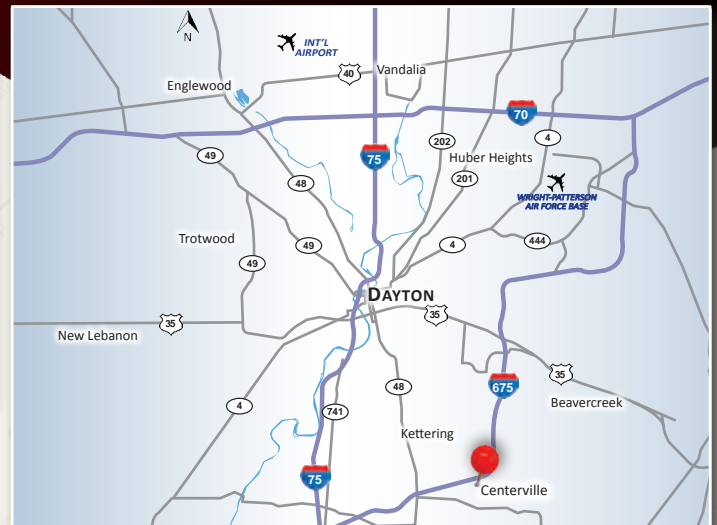 N
INT'L
AIRPORT
40
Vandalia
Englewood
70
4
202
49
75
Huber Heights
201
48
WRIGHT-PATTERSON
AIR FORCE BASE
Trotwood
49
4
444
49
DAYTON
35
35
New Lebanon
35
675
48
Beavercreek
4
741
Kettering
75
Centerville